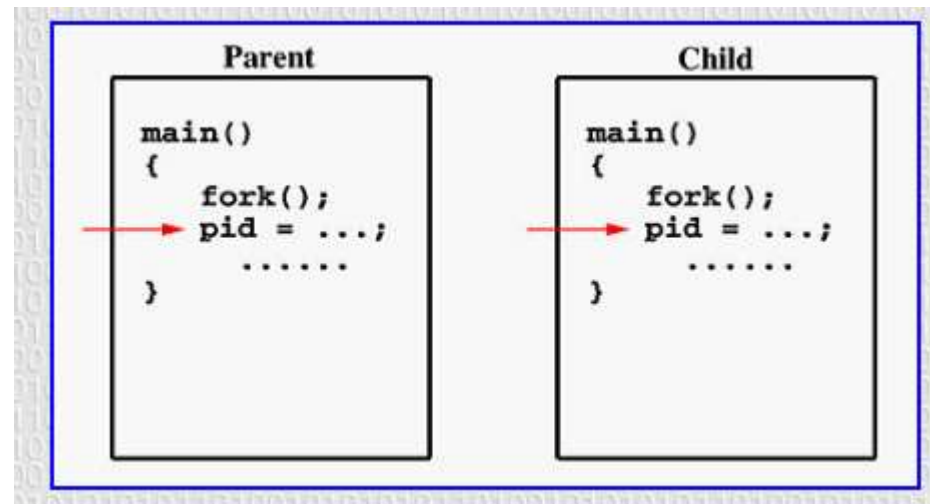 Parent
main()
{
fork();
pid = ...;
......
}
Child
main()
{
fork();
pid = ...;
......
}